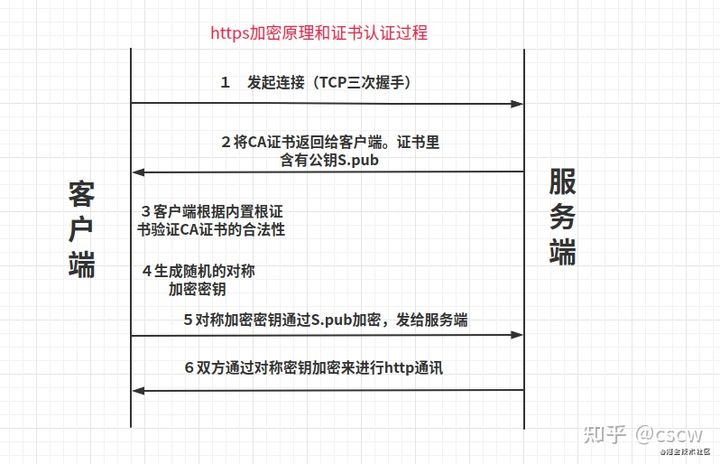 https加密原理和证书认证过程
1 发起连接（TCP三次握手）
2将CA证书返回给客户端。证书里
含有公钥S.pub
客户端
服务端
3客户端根据内置根证
书验证CA证书的合法性
4生成随机的对称
加密密钥
5对称加密密钥通过S.pub加密，发给服务端
6双方通过对称密钥加密来进行http通讯
知乎 @cscw
@掘金技术社区